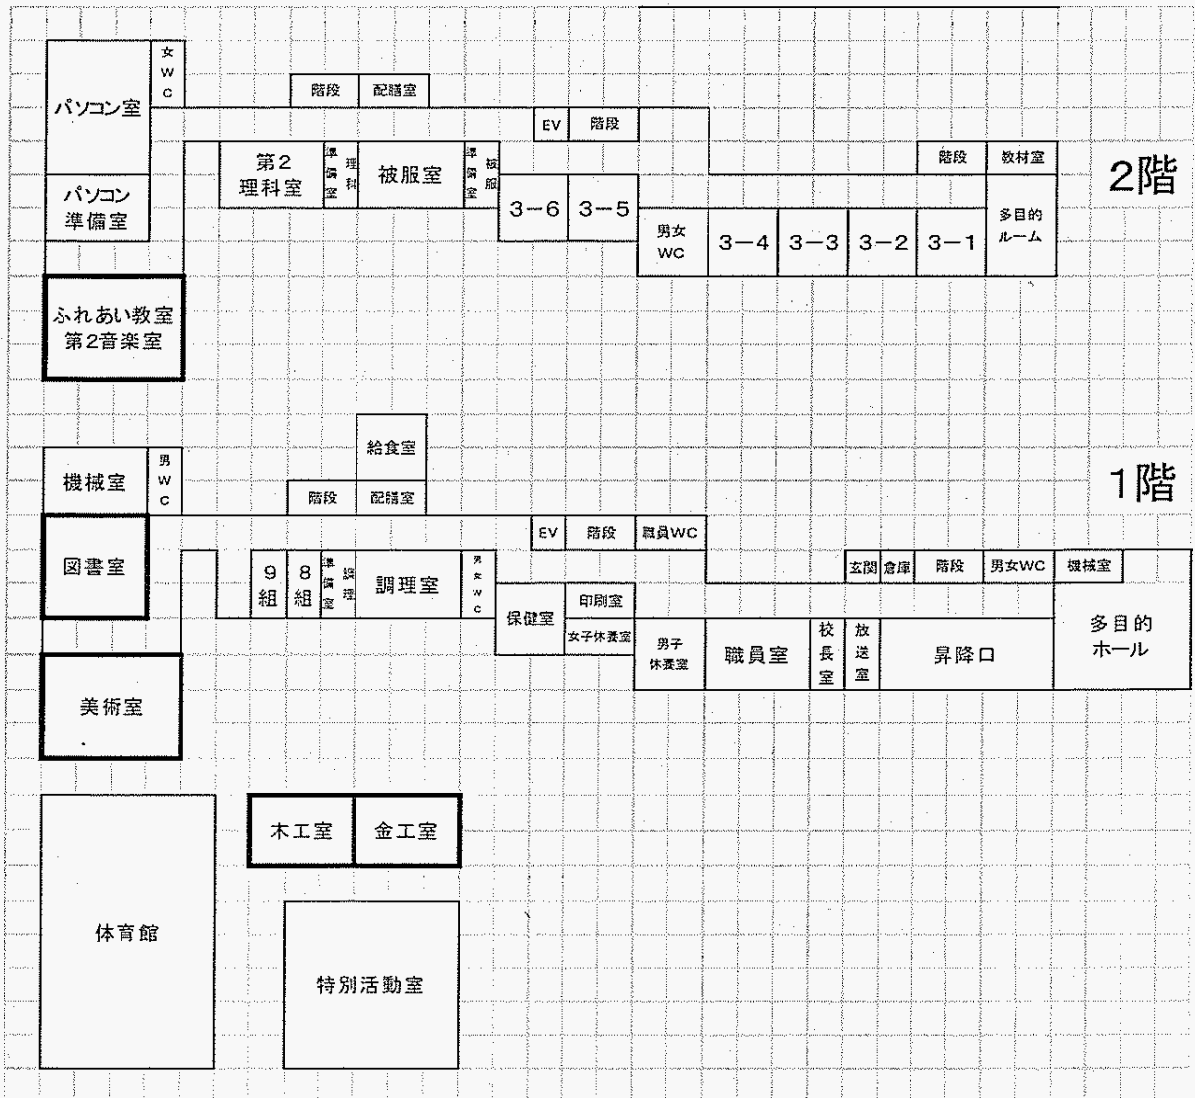 女WC
パソコン室
階段
配膳室
EV
階段
第2
理科室
理科
準備室
被服室
被服
準備室
階段
教材室
2階
パソコン
準備室
3-6
3-5
男女
WC
3-4
3-3
3-2
3-1
多目的
ルーム
ふれあい教室
第2音楽室
給食室
機械室
男WC
階段
配膳室
1階
図書室
EV
階段
職員WC
9組
8組
調理
準備室
調理室
男女WC
玄関
倉庫
階段
男女WC
機械室
保健室
印刷室
女子休養室
男子
休養室
職員室
校長室
放送室
昇降口
多目的
ホール
美術室
木工室
金工室
体育館
特別活動室